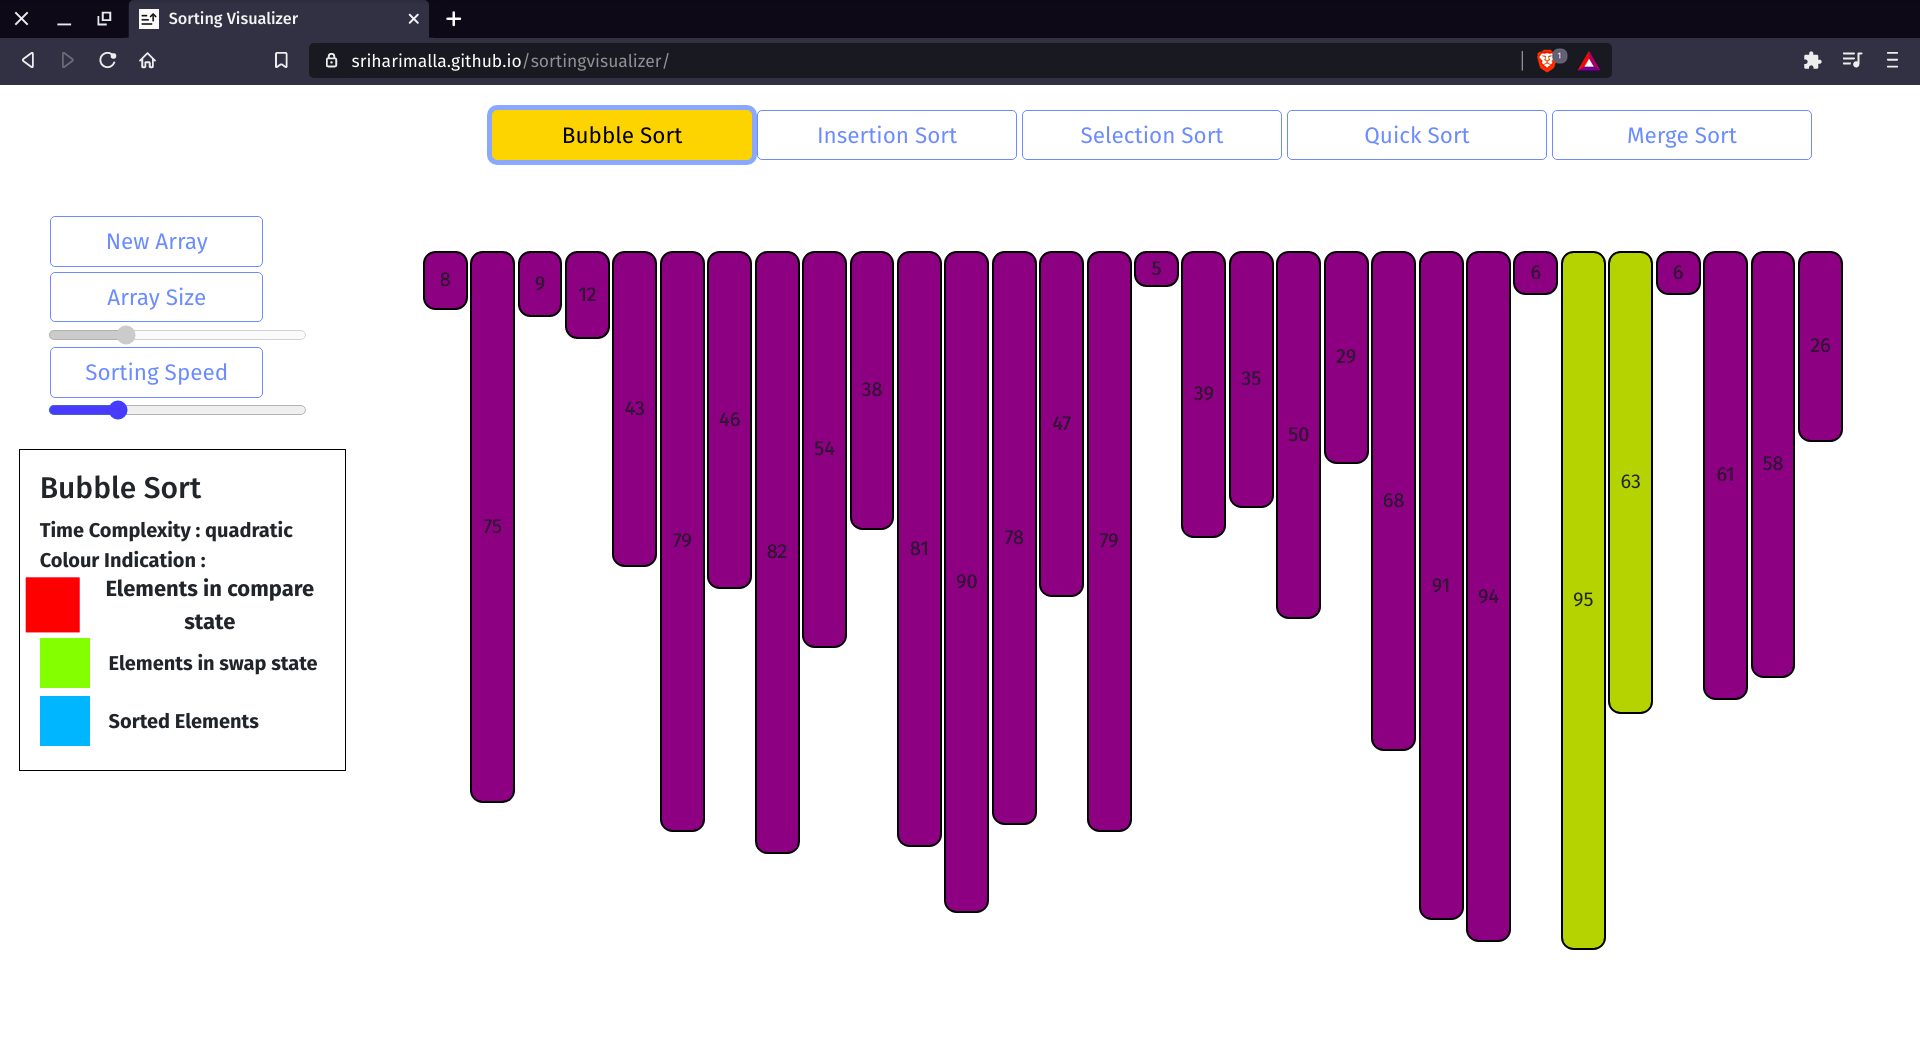 Sorting Visualizer
sriharimalla.github.io/sortingvisualizer/
1
Bubble Sort
Insertion Sort
Selection Sort
Quick Sort
Merge Sort
New Array
Array Size
Sorting Speed
Bubble Sort
Time Complexity : quadratic
Colour Indication :
Elements in compare
state
Elements in swap state
Sorted Elements
8
75
9
12
43
79
46
82
54
38
81
90
78
47
79
5
39
35
50
29
68
91
94
6
95
63
6
61
58
26